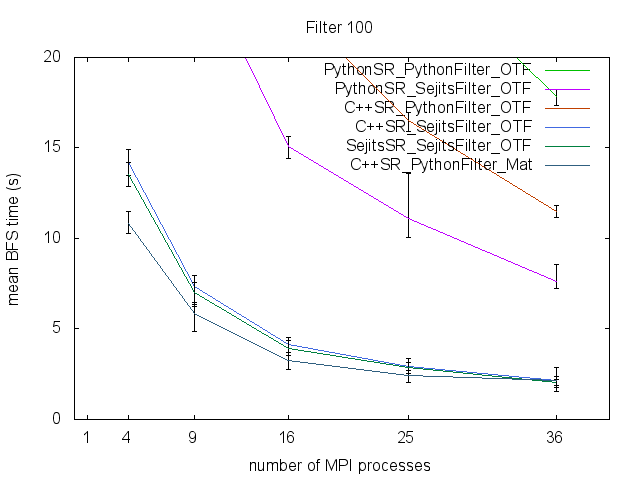 Filter 100
20
15
10
5
0
mean BFS time (s)
PythonSR_PythonFilter_OTF
PythonSR_SejitsFilter_OTF
C++SR_PythonFilter_OTF
C++SR_SejitsFilter_OTF
SejitsSR_SejitsFilter_OTF
C++SR_PythonFilter_Mat
1 4 9 16 25 36
number of MPI processes